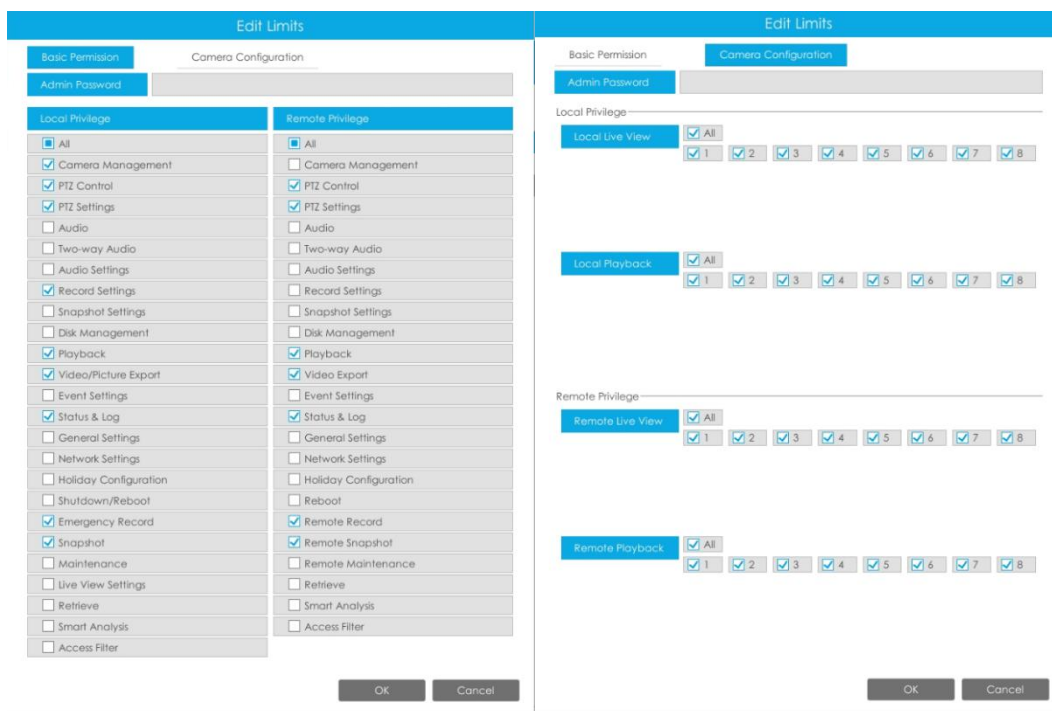 Edit Limits
Basic Permission Camera Configuration
Admin Password
Local Privilege Remote Privilege
All All
Camera Management Camera Management
PTZ Control PTZ Control
PTZ Settings PTZ Settings
Audio Audio
Two-way Audio Two-way Audio
Audio Settings Audio Settings
Record Settings Record Settings
Snapshot Settings Snapshot Settings
Disk Management Disk Management
Playback Playback
Video/Picture Export Video Export
Event Settings Event Settings
Status & Log Status & Log
General Settings General Settings
Network Settings Network Settings
Holiday Configuration Holiday Configuration
Shutdown/Reboot Reboot
Emergency Record Remote Record
Snapshot Remote Snapshot
Maintenance Remote Maintenance
Live View Settings Retrieve
Retrieve Smart Analysis
Smart Analysis Access Filter
Access Filter
OK Cancel
Edit Limits
Basic Permission Camera Configuration
Admin Password
Local Privilege
Local Live View All
1 2 3 4 5 6 7 8
Local Playback All
1 2 3 4 5 6 7 8
Remote Privilege
Remote Live View All
1 2 3 4 5 6 7 8
Remote Playback All
1 2 3 4 5 6 7 8
OK Cancel